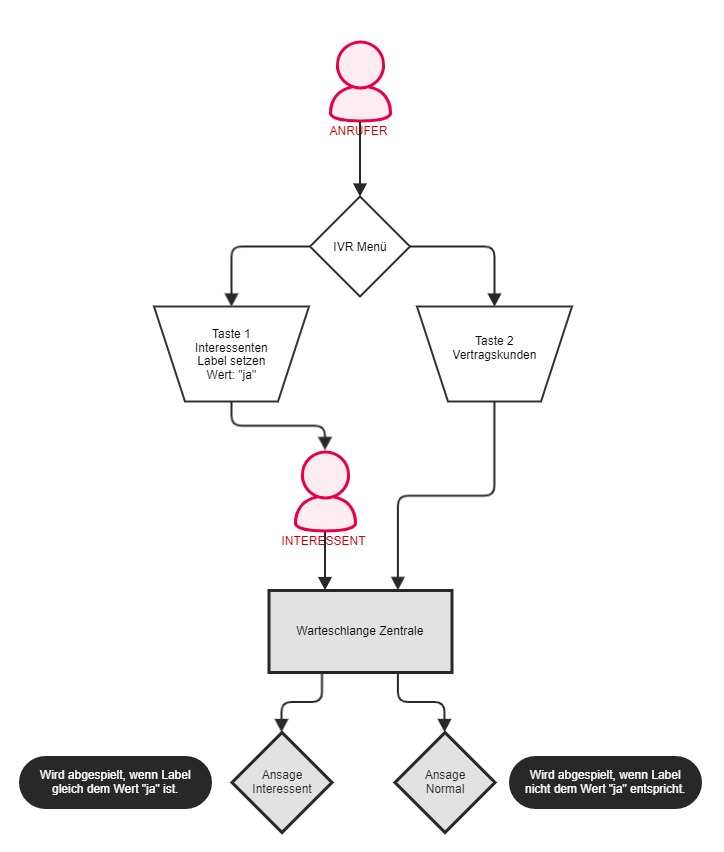 ANRUFER
IVR Menü
Taste 1
Interessenten
Label setzen
Wert: "ja"
Taste 2
Vertragskunden
INTERESSENT
Warteschlange Zentrale
Wird abgespielt, wenn Label
gleich dem Wert "ja" ist.
Ansage
Interessent
Ansage
Normal
Wird abgespielt, wenn Label
nicht dem Wert "ja" entspricht.